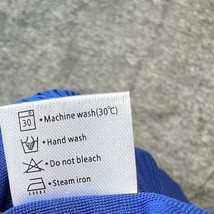 30 •Machine wash(30℃)
•Hand wash
•Do not bleach
•Steam iron